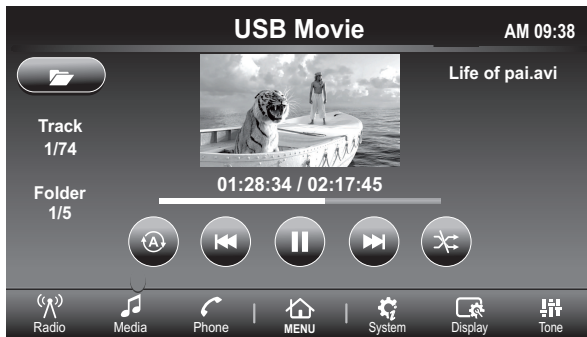 USB Movie
AM 09:38
Life of pai.avi
Track
1/74
Folder
1/5
01:28:34 / 02:17:45
A
Radio
Media
Phone
MENU
System
Display
Tone